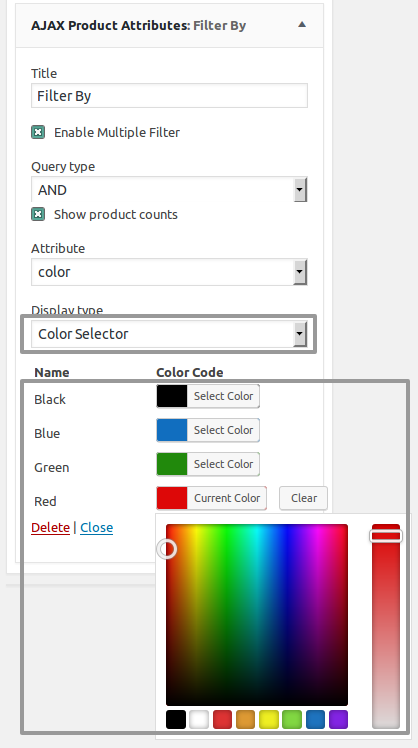 AJAX Product Attributes: Filter By
Title
Filter By
Enable Multiple Filter
Query type
AND
Show product counts
Attribute
color
Display type
Color Selector
Name Color Code
Black Select Color
Blue Select Color
Green Select Color
Red Current Color Clear
Delete | Close